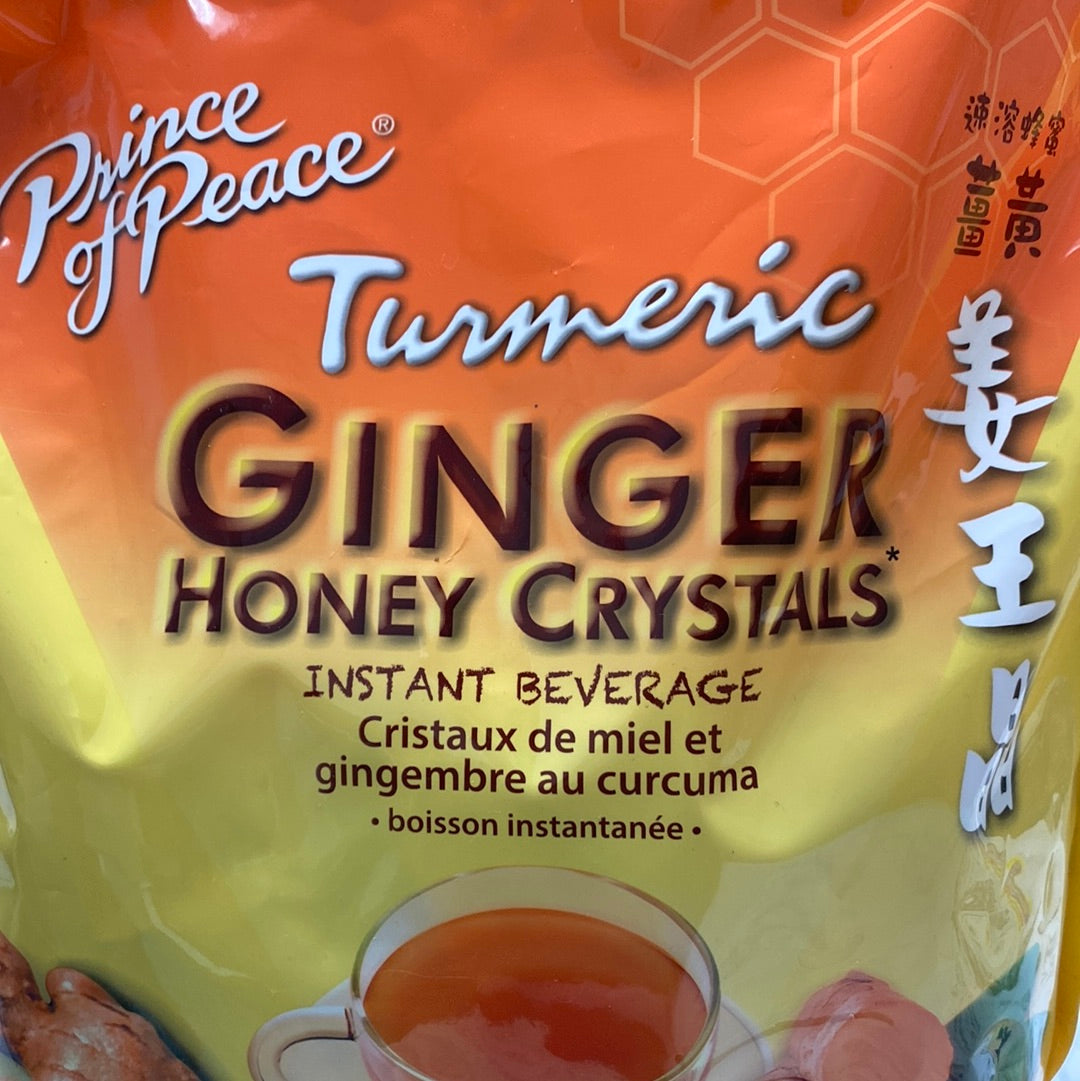 Prince
of Peace®
Turmeric
GINGER
HONEY CRYSTALS*
INSTANT BEVERAGE
Cristaux de miel et
gingembre au curcuma
• boisson instantanée •
速溶蜂蜜
薑黃
姜王晶